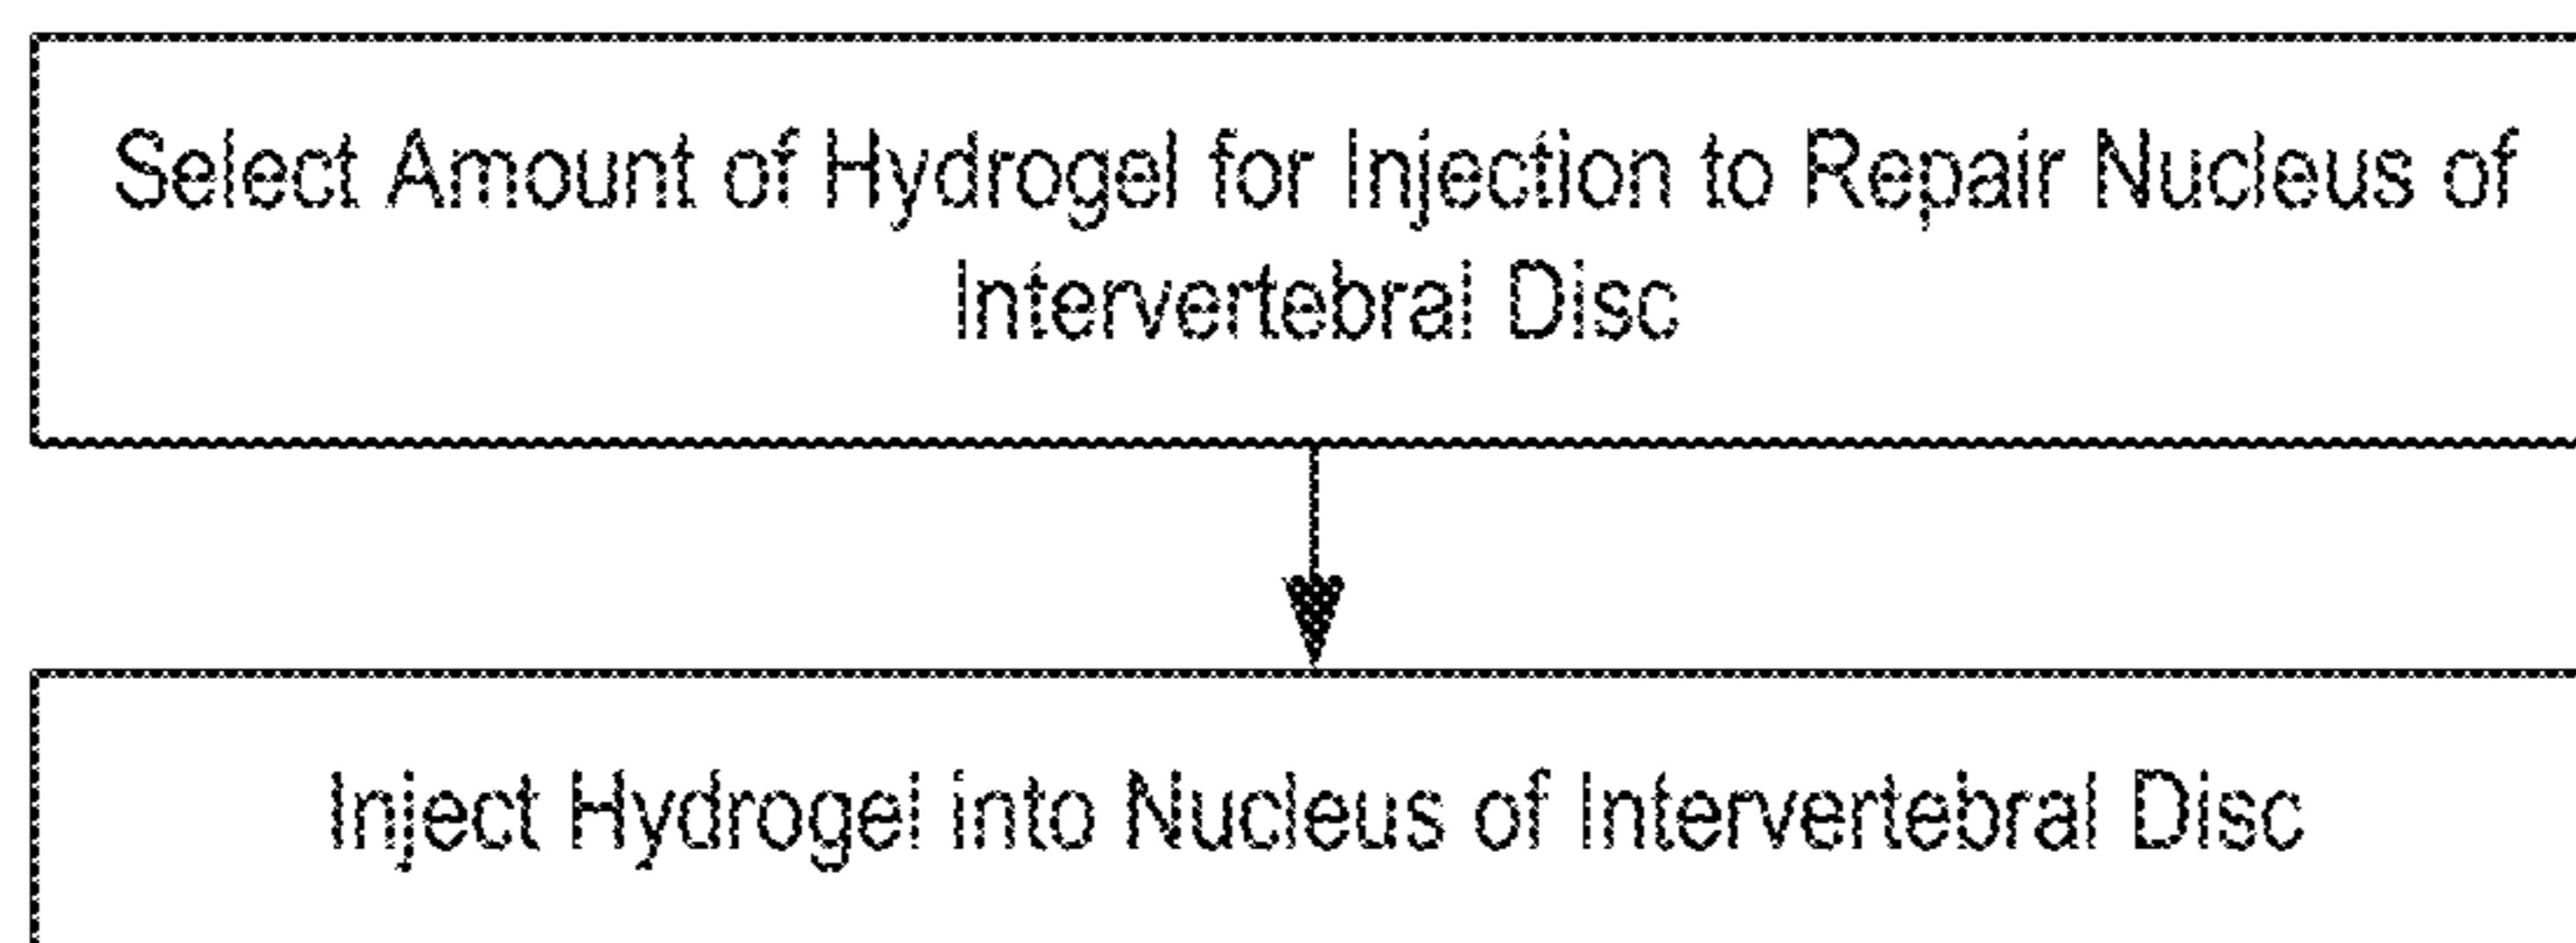 Select Amount of Hydrogel for Injection to Repair Nucleus of
Intervertebral Disc
Inject Hydrogel into Nucleus of Intervertebral Disc